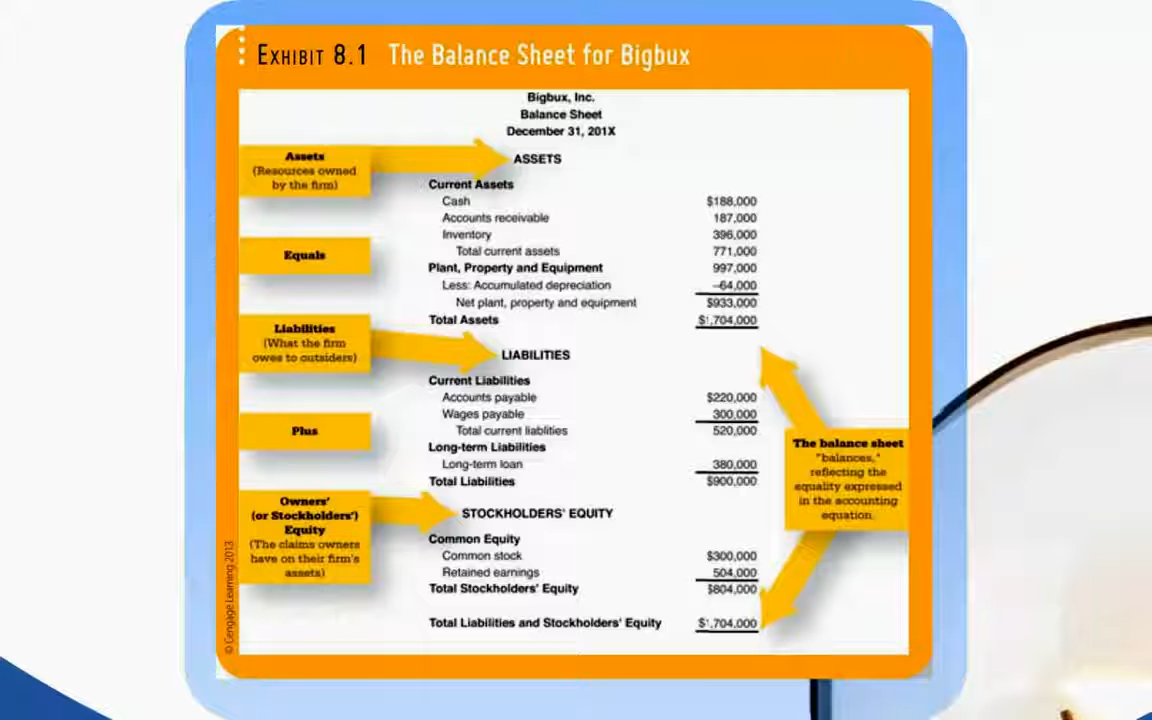 EXHIBIT 8.1 The Balance Sheet for Bigbux
Bigbux, Inc.
Balance Sheet
December 31, 201X
Assets
(Resources owned
by the firm)
ASSETS
Current Assets
Cash $188,000
Accounts receivable 187,000
Inventory 396,000
Total current assets 771,000
Equals
Plant, Property and Equipment 997,000
Less: Accumulated depreciation –64,000
Net plant, property and equipment $933,000
Total Assets $1,704,000
Liabilities
(What the firm
owes to outsiders)
LIABILITIES
Current Liabilities
Accounts payable $220,000
Wages payable 300,000
Total current liablities 520,000
Plus
Long-term Liabilities
Long-term loan 380,000
Total Liabilities $900,000
The balance sheet
"balances,"
reflecting the
equality expressed
in the accounting
equation.
Owners'
(or Stockholders')
Equity
(The claims owners
have on their firm's
assets)
STOCKHOLDERS' EQUITY
Common Equity
Common stock $300,000
Retained earnings 504,000
Total Stockholders' Equity $804,000
Total Liabilities and Stockholders' Equity $1,704,000
© Cengage Learning 2013